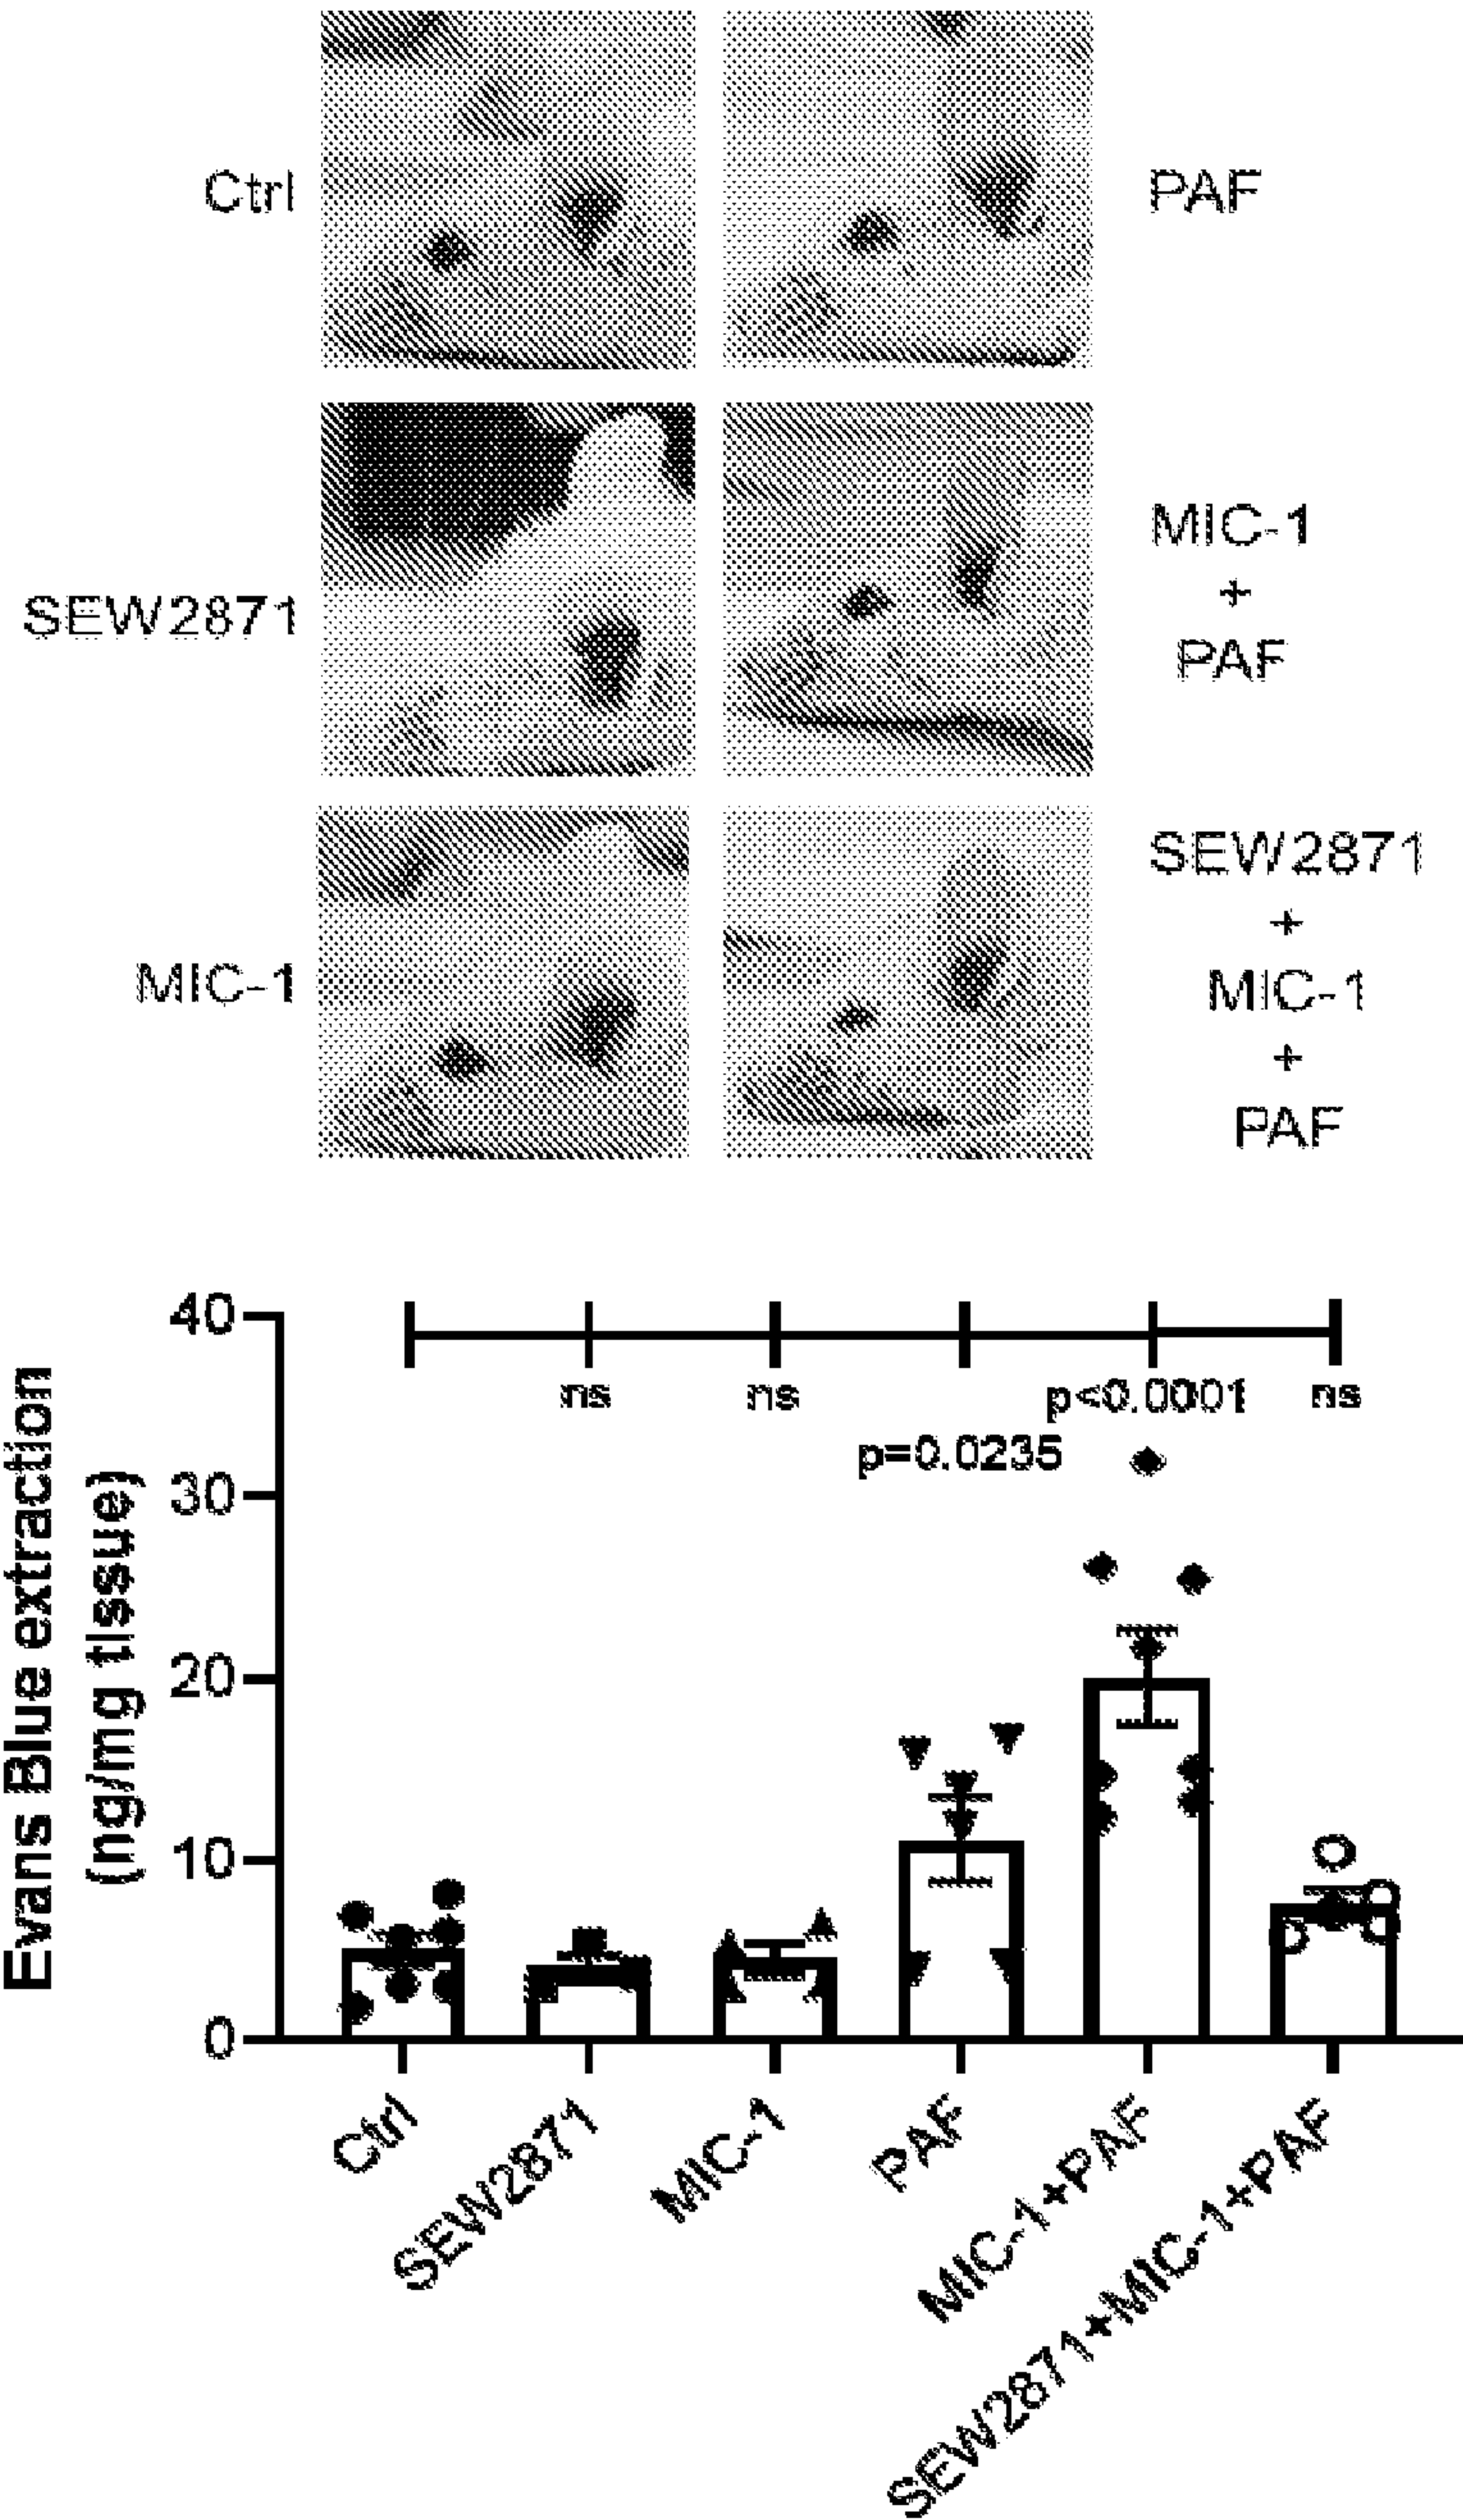 Ctrl
PAF
SEW2871
MIC-1
+
PAF
MIC-1
SEW2871
+
MIC-1
+
PAF
Evans Blue extraction
(ng/mg tissue)
40
30
20
10
0
ns
ns
p=0.0235
p<0.0001
ns
Ctrl
SEW2871
MIC-1
PAF
MIC-1+PAF
SEW2871+MIC-1+PAF